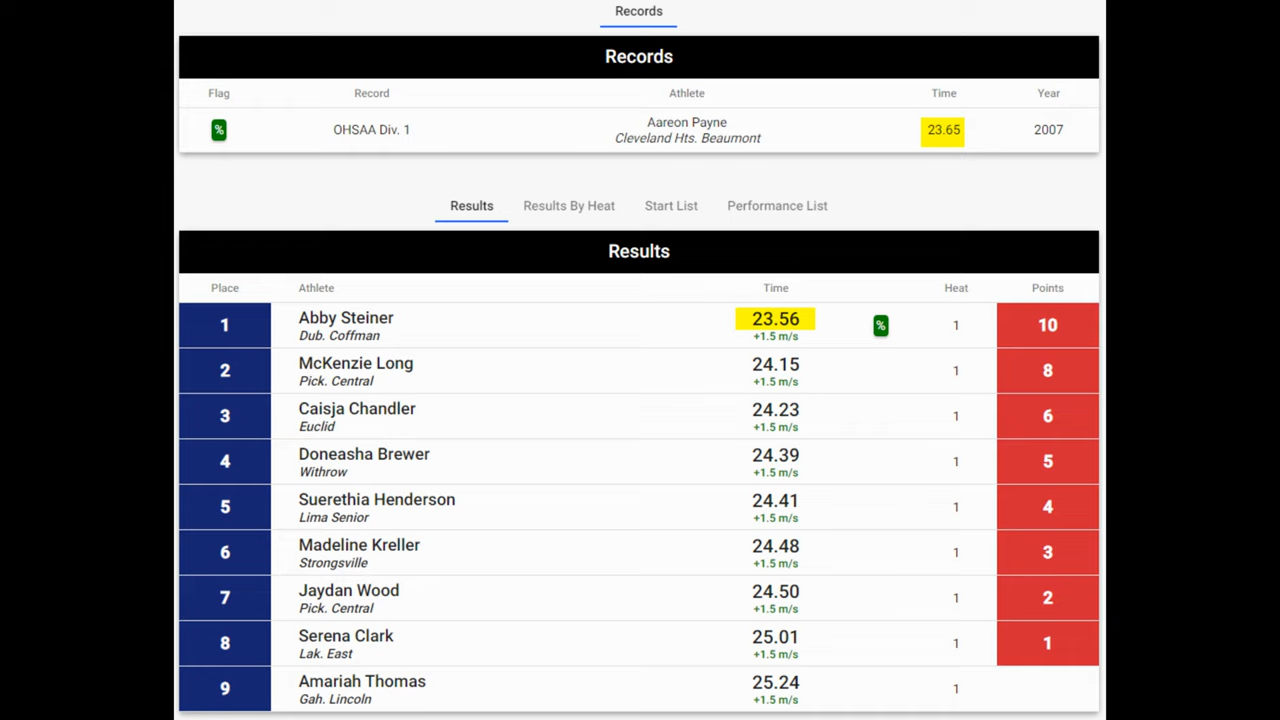 Records
Records
Flag Record Athlete Time Year
% OHSAA Div. 1 Aareon Payne 23.65 2007
Cleveland Hts. Beaumont
Results Results By Heat Start List Performance List
Results
Place Athlete Time Heat Points
1 Abby Steiner 23.56 % 1 10
Dub. Coffman +1.5 m/s
2 McKenzie Long 24.15 1 8
Pick. Central +1.5 m/s
3 Caisja Chandler 24.23 1 6
Euclid +1.5 m/s
4 Doneasha Brewer 24.39 1 5
Withrow +1.5 m/s
5 Suerethia Henderson 24.41 1 4
Lima Senior +1.5 m/s
6 Madeline Kreller 24.48 1 3
Strongsville +1.5 m/s
7 Jaydan Wood 24.50 1 2
Pick. Central +1.5 m/s
8 Serena Clark 25.01 1 1
Lak. East +1.5 m/s
9 Amariah Thomas 25.24 1
Gah. Lincoln +1.5 m/s